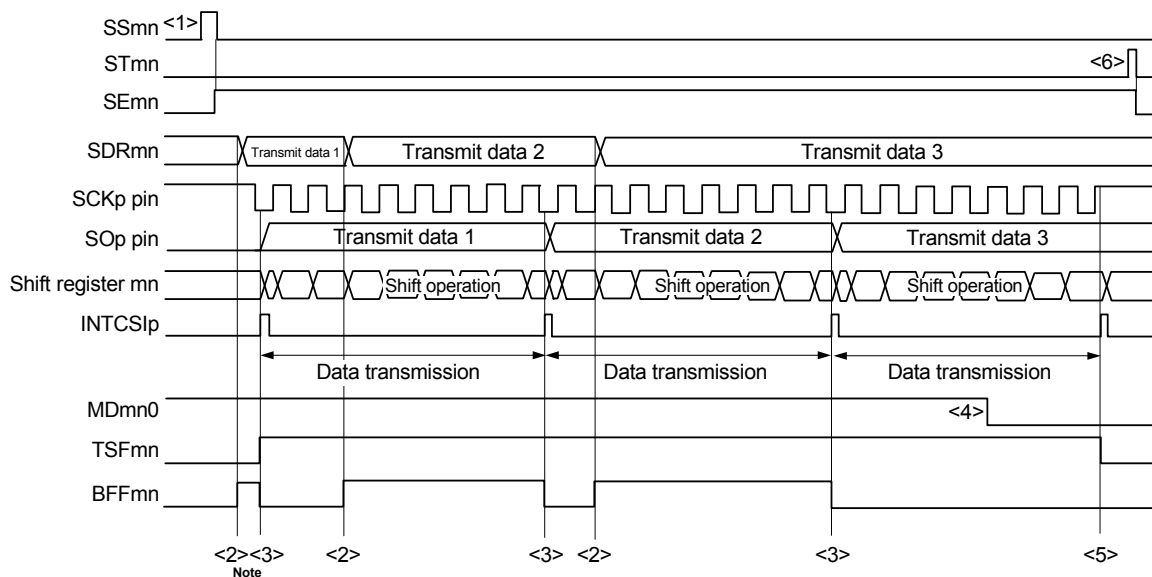 SSmn <1>
STmn <6>
SEmn
SDRmn Transmit data 1 Transmit data 2 Transmit data 3
SCKp pin
SOp pin Transmit data 1 Transmit data 2 Transmit data 3
Shift register mn Shift operation Shift operation Shift operation
INTCSIp
Data transmission Data transmission Data transmission
MDmn0 <4>
TSFmn
BFFmn
<2> <3> <2> <3> <2> <3> <5>
Note